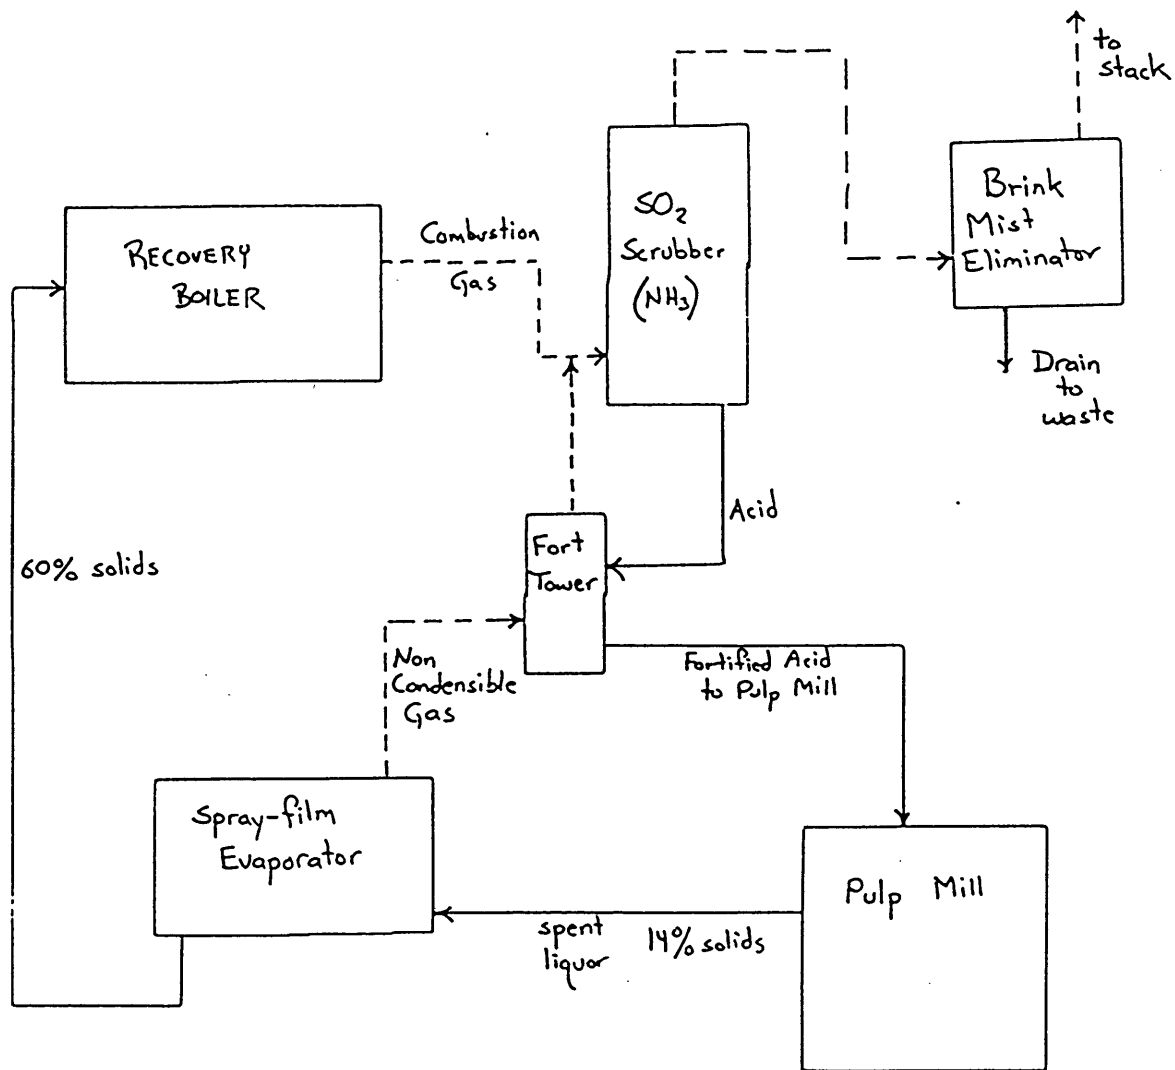 to
stack
Brink
Mist
Eliminator
SO₂
Scrubber
(NH₃)
RECOVERY
BOILER
Combustion
Gas
Drain
to
waste
Acid
Fort
Tower
60% solids
Non
Condensible
Gas
Fortified Acid
to Pulp Mill
Spray-film
Evaporator
Pulp Mill
spent
liquor
14% solids